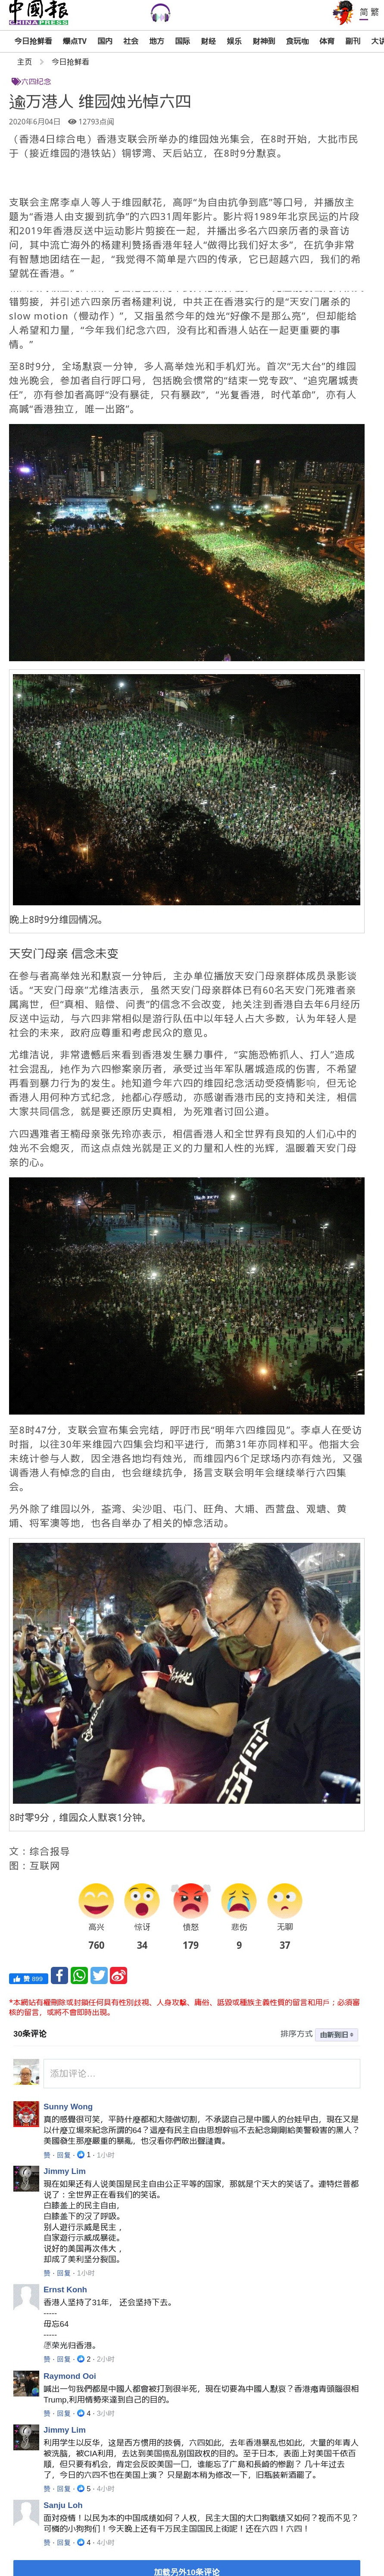 中國報
CHINA PRESS
简 繁
今日抢鲜看 爆点TV 国内 社会 地方 国际 财经 娱乐 财神到 食玩咖 体育 副刊
主页 > 今日抢鲜看
六四纪念
逾万港人 维园烛光悼六四
2020年6月04日 12793点阅
（香港4日综合电）香港支联会所举办的维园烛光集会，在8时开始，大批市民
于（接近维园的港铁站）铜锣湾、天后站立，在8时9分默哀。
支联会主席李卓人等人于维园献花，高呼“为自由抗争到底”等口号，并播放主
题为“香港人由支援到抗争”的六四31周年影片。影片将1989年北京民运的片段
和2019年香港反送中运动影片剪接在一起，并播出多名六四亲历者的录音访
问，其中流亡海外的杨建利赞扬香港年轻人“做得比我们好太多”，在抗争非常
有智慧地团结在一起，“我觉得不简单是六四的传承，它已超越六四，我们的希
望就在香港。”
错剪接，并引述六四亲历者杨建利说，中共正在香港实行的是“天安门屠杀的
slow motion（慢动作）”，又指虽然今年的烛光“好像不是那么亮”，但却能给
人希望和力量，“今年我们纪念六四，没有比和香港人站在一起更重要的事
情。”
至8时9分，全场默哀一分钟，多人高举烛光和手机灯光。首次“无大台”的维园
烛光晚会，参加者自行呼口号，包括晚会惯常的“结束一党专政”、“追究屠城责
任”，亦有参加者高呼“没有暴徒，只有暴政”，“光复香港，时代革命”，亦有人
高喊“香港独立，唯一出路”。
晚上8时9分维园情况。
天安门母亲 信念未变
在参与者高举烛光和默哀一分钟后，主办单位播放天安门母亲群体成员录影谈
话。“天安门母亲”尤维洁表示，虽然天安门母亲群体已有60名天安门死难者亲
属离世，但“真相、赔偿、问责”的信念不会改变，她关注到香港自去年6月经历
反送中运动，与六四非常相似是游行队伍中以年轻人占大多数，认为年轻人是
社会的未来，政府应尊重和考虑民众的意见。
尤维洁说，非常遗憾后来看到香港发生暴力事件，“实施恐怖抓人、打人”造成
社会混乱，她作为六四惨案亲历者，承受过当年军队屠城造成的伤害，不希望
再看到暴力行为的发生。她知道今年六四的维园纪念活动受疫情影响，但无论
香港人用何种方式纪念，她都心存感动，亦感谢香港市民的支持和关注，相信
大家共同信念，就是要还原历史真相，为死难者讨回公道。
六四遇难者王楠母亲张先玲亦表示，相信香港人和全世界有良知的人们心中的
烛光不会熄灭，而这点点烛光就是正义的力量和人性的光辉，温暖着天安门母
亲的心。
至8时47分，支联会宣布集会完结，呼吁市民“明年六四维园见”。李卓人在受访
时指，以往30年来维园六四集会均和平进行，而第31年亦同样和平。他指大会
未统计参与人数，因全港各地均有烛光，而维园内6个足球场内亦有烛光，又强
调香港人有悼念的自由，也会继续抗争，扬言支联会明年会继续举行六四集
会。
另外除了维园以外，荃湾、尖沙咀、屯门、旺角、大埔、西营盘、观塘、黄
埔、将军澳等地，也各自举办了相关的悼念活动。
8时零9分，维园众人默哀1分钟。
文：综合报导
图：互联网
高兴 惊讶 愤怒 悲伤 无聊
760 34 179 9 37
赞 899
*本網站有權刪除或封鎖任何具有性別歧視、人身攻擊、庸俗、詆毀或種族主義性質的留言和用戶；必須審
核的留言，或將不會即時出現。
30条评论 排序方式 由新到旧
添加评论…
Sunny Wong
真的感覺很可笑，平時什麼都和大陸做切割，不承認自己是中國人的台娃早由，現在又是
以什麼立場來紀念所谓的64？這麼有民主自由思想幹嘛不去紀念剛剛給美警殺害的黑人？
美國發生那麼嚴重的暴亂，也沒看你們敢出聲譴責。
赞 · 回复 · 1 · 1小时
Jimmy Lim
現在如果还有人说美国是民主自由公正平等的国家，那就是个天大的笑话了。連特烂普都
说了：全世界正在看我们的笑话。
白膝盖上的民主自由，
白膝盖下的没了呼吸。
别人遊行示威是民主，
自家遊行示威成暴徒。
说好的美国再次伟大，
却成了美利坚分裂国。
赞 · 回复 · 1小时
Ernst Konh
香港人坚持了31年， 还会坚持下去。
-----
毋忘64
-----
愿荣光归香港。
赞 · 回复 · 2 · 2小时
Raymond Ooi
喊出一句我們都是中國人都會被打到很半死，現在切要為中國人默哀？香港癈青頭腦很相
Trump,利用情勢來達到自己的目的。
赞 · 回复 · 4 · 3小时
Jimmy Lim
利用学生以反华，这是西方惯用的技俩，六四如此，去年香港暴乱也如此，大量的年青人
被洗脑，被CIA利用，去达到美国搗乱别国政权的目的。至于日本，表面上对美国千依百
顺，但只要有机会，肯定会反咬美国一口，谁能忘了广島和長崎的惨剧？ 几十年过去
了，今日的六四不也在美国上演？ 只是劇本稍为修改一下，旧瓶装新酒罷了。
赞 · 回复 · 5 · 4小时
Sanju Loh
面对疫情！以民为本的中国成绩如何？人权，民主大国的大口狗戰绩又如何？视而不见？
可憐的小狗狗们！今天晚上还有千万民主国国民上街呢！还在六四！六四！
赞 · 回复 · 4 · 4小时
加载另外10条评论